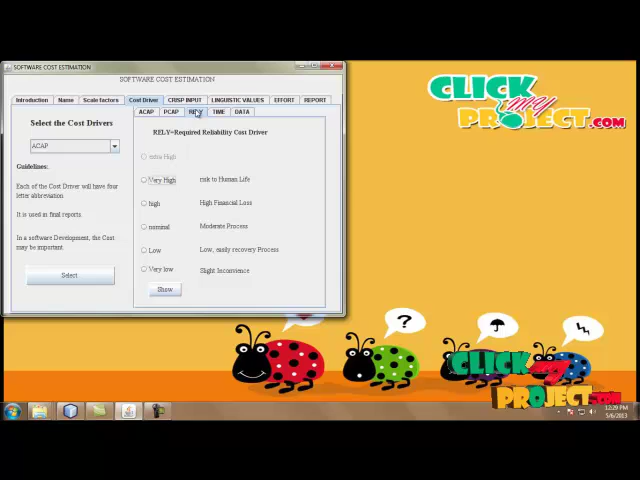 SOFTWARE COST ESTIMATION
SOFTWARE COST ESTIMATION
Introduction Name Scale factors Cost Driver CRISP INPUT LINGUISTIC VALUES EFFORT REPORT
ACAP PCAP RELY TIME DATA
Select the Cost Drivers
ACAP
Guidelines:
Each of the Cost Driver will have four
letter abbreviation.
It is used in final reports.
In a software Development, the Cost
may be important.
Select
RELY=Required Reliability Cost Driver
extra High
Very High risk to Human Life
high High Financial Loss
nominal Moderate Process
Low Low, easily recovery Process
Very low Slight Inconvience
Show
CLICK
my
PROJECT.COM
?
CLICK
my
PROJECT.COM
12:29 PM
5/6/2013